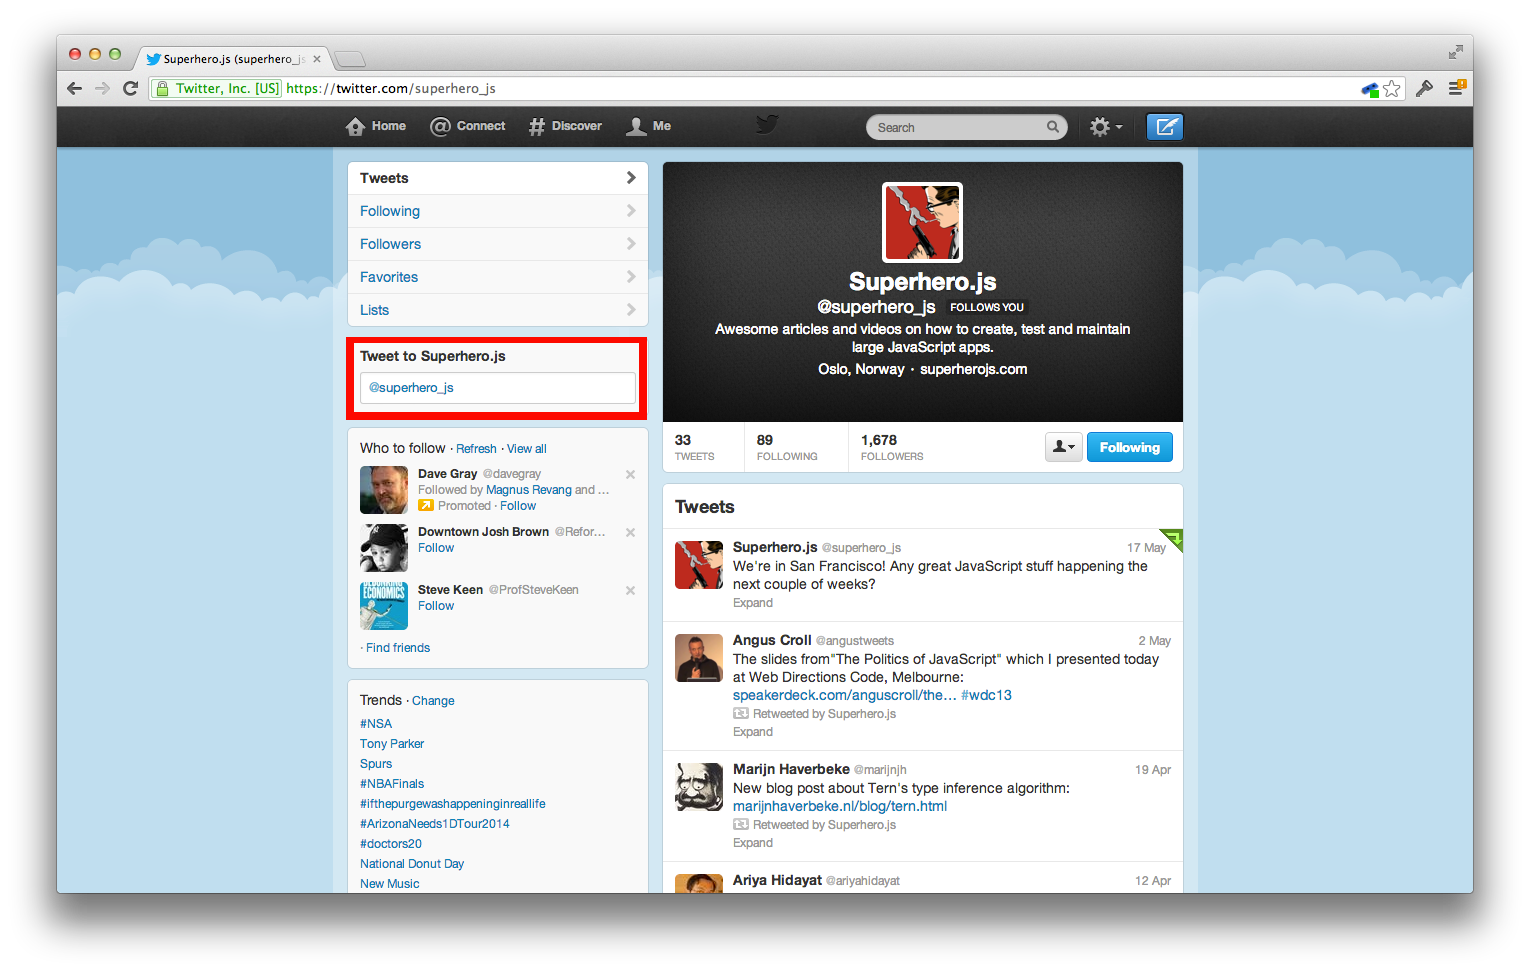 Superhero.js (superhero_js
Twitter, Inc. [US] https://twitter.com/superhero_js
Home Connect Discover Me
Search
Tweets
Following
Followers
Favorites
Lists
Tweet to Superhero.js
@superhero_js
Who to follow · Refresh · View all
Dave Gray @davegray
Followed by Magnus Revang and ...
Promoted · Follow
Downtown Josh Brown @Refor...
Follow
ECONOMICS
Steve Keen @ProfSteveKeen
Follow
· Find friends
Trends · Change
#NSA
Tony Parker
Spurs
#NBAFinals
#ifthepurgewashappeninginreallife
#ArizonaNeeds1DTour2014
#doctors20
National Donut Day
New Music
Superhero.js
@superhero_js FOLLOWS YOU
Awesome articles and videos on how to create, test and maintain
large JavaScript apps.
Oslo, Norway · superherojs.com
33 TWEETS
89 FOLLOWING
1,678 FOLLOWERS
Following
Tweets
Superhero.js @superhero_js 17 May
We're in San Francisco! Any great JavaScript stuff happening the
next couple of weeks?
Expand
Angus Croll @angustweets 2 May
The slides from"The Politics of JavaScript" which I presented today
at Web Directions Code, Melbourne:
speakerdeck.com/anguscroll/the... #wdc13
Retweeted by Superhero.js
Expand
Marijn Haverbeke @marijnjh 19 Apr
New blog post about Tern's type inference algorithm:
marijnhaverbeke.nl/blog/tern.html
Retweeted by Superhero.js
Expand
Ariya Hidayat @ariyahidayat 12 Apr